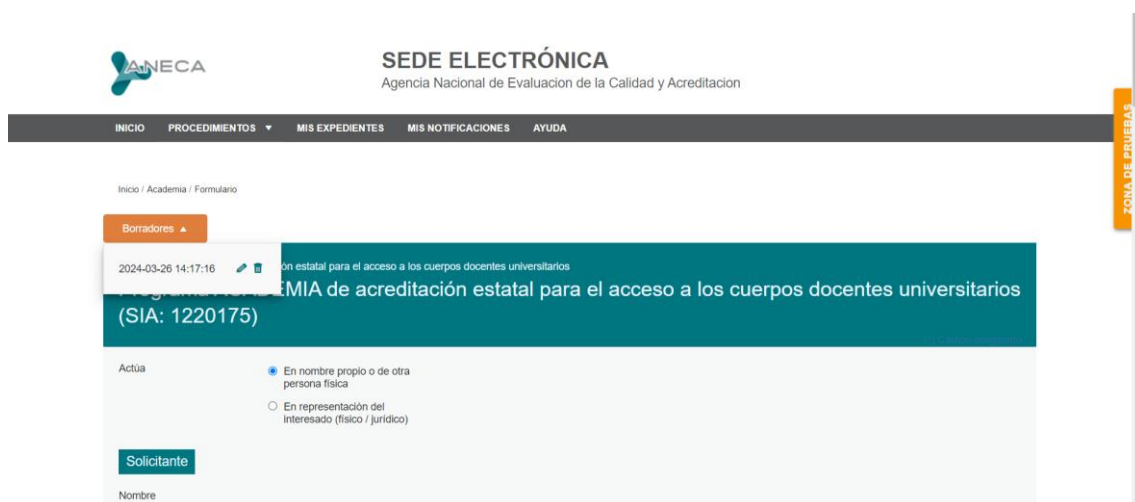 ANECA
SEDE ELECTRÓNICA
Agencia Nacional de Evaluacion de la Calidad y Acreditacion
INICIO PROCEDIMIENTOS ▼ MIS EXPEDIENTES MIS NOTIFICACIONES AYUDA
ZONA DE PRUEBAS
Inicio / Academia / Formulario
Borradores ▲
2024-03-26 14:17:16
ón estatal para el acceso a los cuerpos docentes universitarios
EMIA de acreditación estatal para el acceso a los cuerpos docentes universitarios
(SIA: 1220175)
Actúa
En nombre propio o de otra
persona física
En representación del
interesado (físico / jurídico)
Solicitante
Nombre